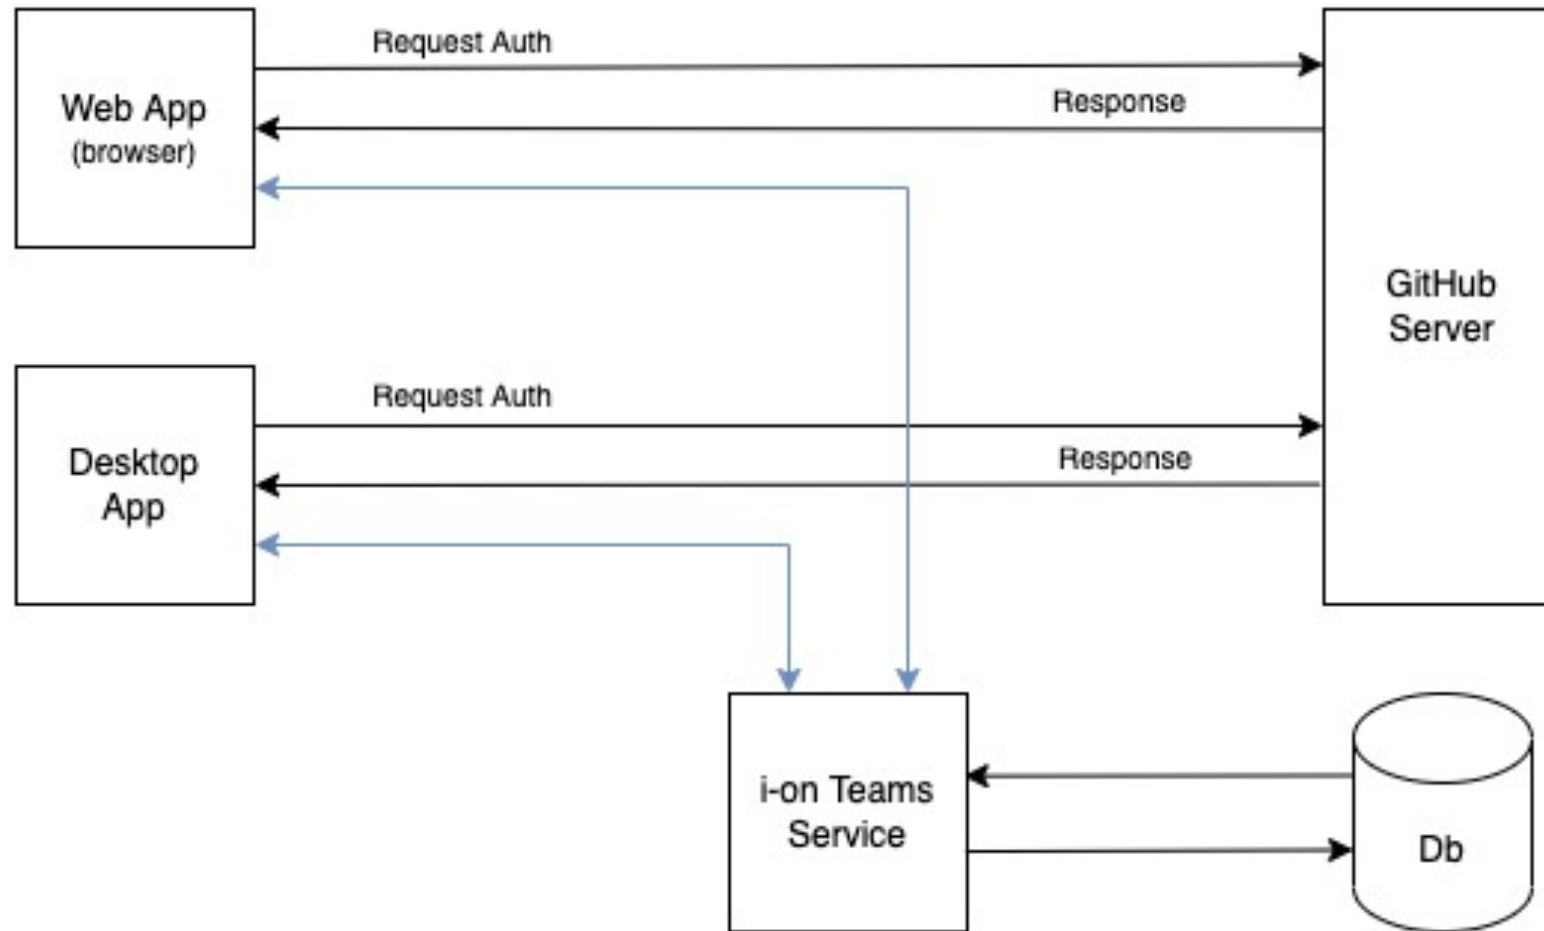 Request Auth
Response
Web App
(browser)
GitHub
Server
Request Auth
Response
Desktop
App
i-on Teams
Service
Db